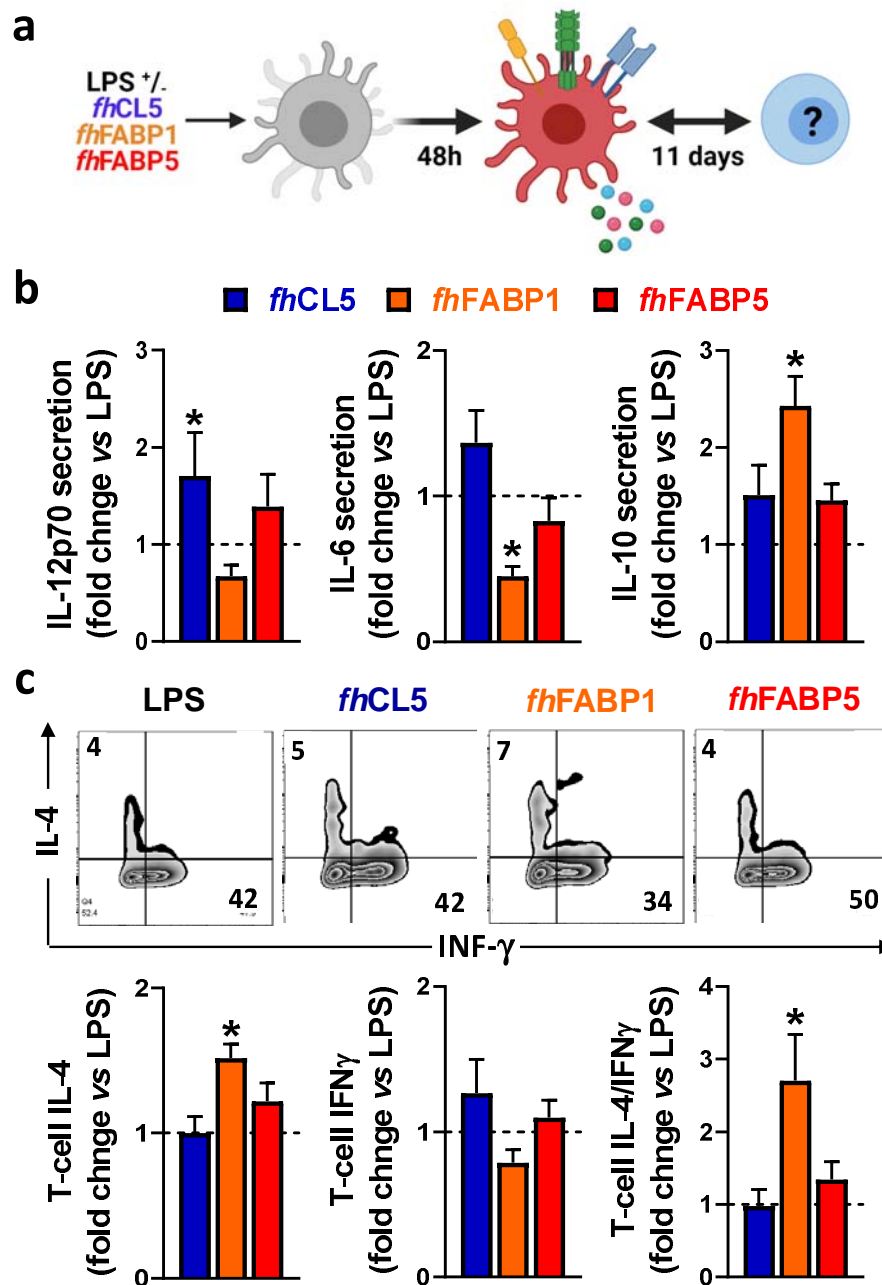 a
LPS +/-
fhCL5
fhFABP1
fhFABP5
48h
11 days
?
b
fhCL5 fhFABP1 fhFABP5
IL-12p70 secretion
(fold chnge vs LPS)
3
2
1
0
*
IL-6 secretion
(fold chnge vs LPS)
2
1
0
*
IL-10 secretion
(fold chnge vs LPS)
3
2
1
0
*
c
LPS fhCL5 fhFABP1 fhFABP5
IL-4
4
42
Q4
52.4
5
42
7
34
4
50
INF-γ
T-cell IL-4
(fold chnge vs LPS)
2
1
0
*
T-cell IFNγ
(fold chnge vs LPS)
2
1
0
T-cell IL-4/IFNγ
(fold chnge vs LPS)
4
3
2
1
0
*